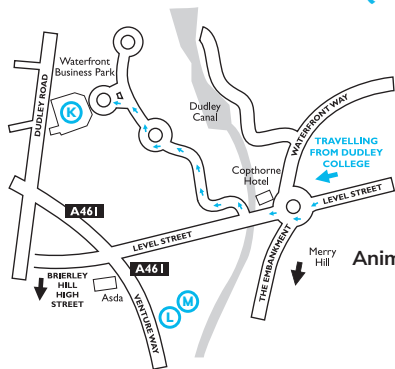 Waterfront
Business Park
DUDLEY ROAD
K
Dudley
Canal
WATERFRONT WAY
TRAVELLING
FROM DUDLEY
COLLEGE
Copthorne
Hotel
LEVEL STREET
A461
LEVEL STREET
A461
THE EMBANKMENT
Merry
Hill
Anim
BRIERLEY
HILL
HIGH
STREET
Asda
VENTURE WAY
M
L